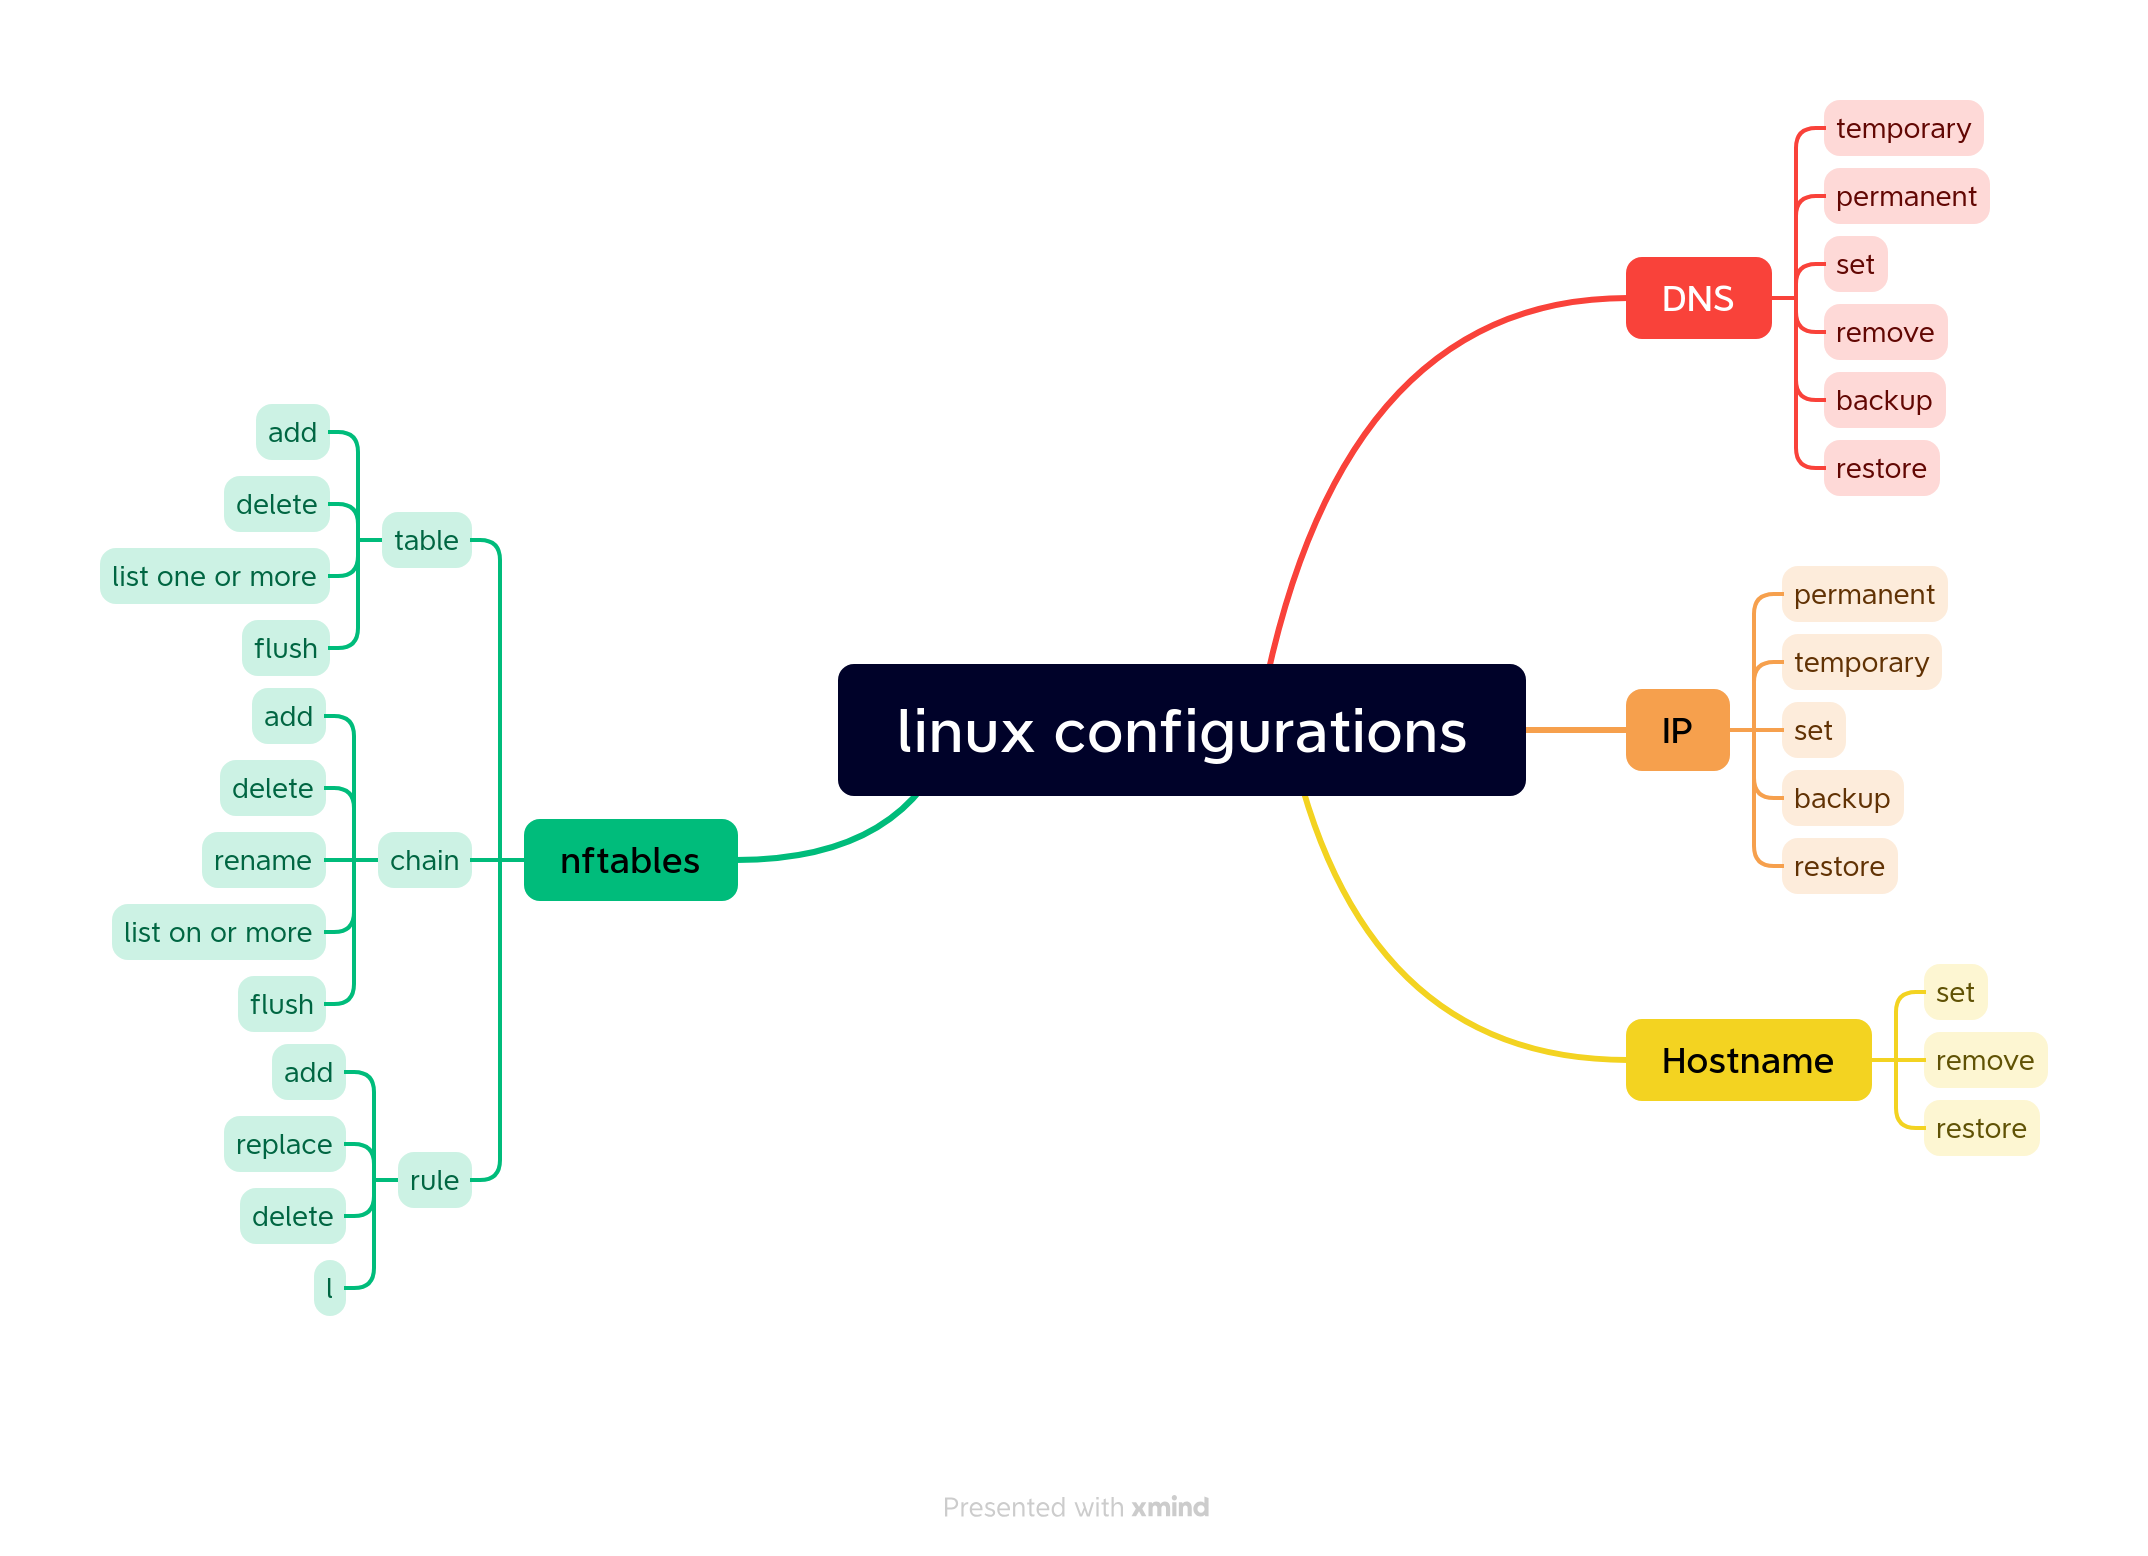 linux configurations
DNS
temporary
permanent
set
remove
backup
restore
IP
permanent
temporary
set
backup
restore
Hostname
set
remove
restore
nftables
table
add
delete
list one or more
flush
chain
add
delete
rename
list on or more
flush
rule
add
replace
delete
l
Presented with xmind